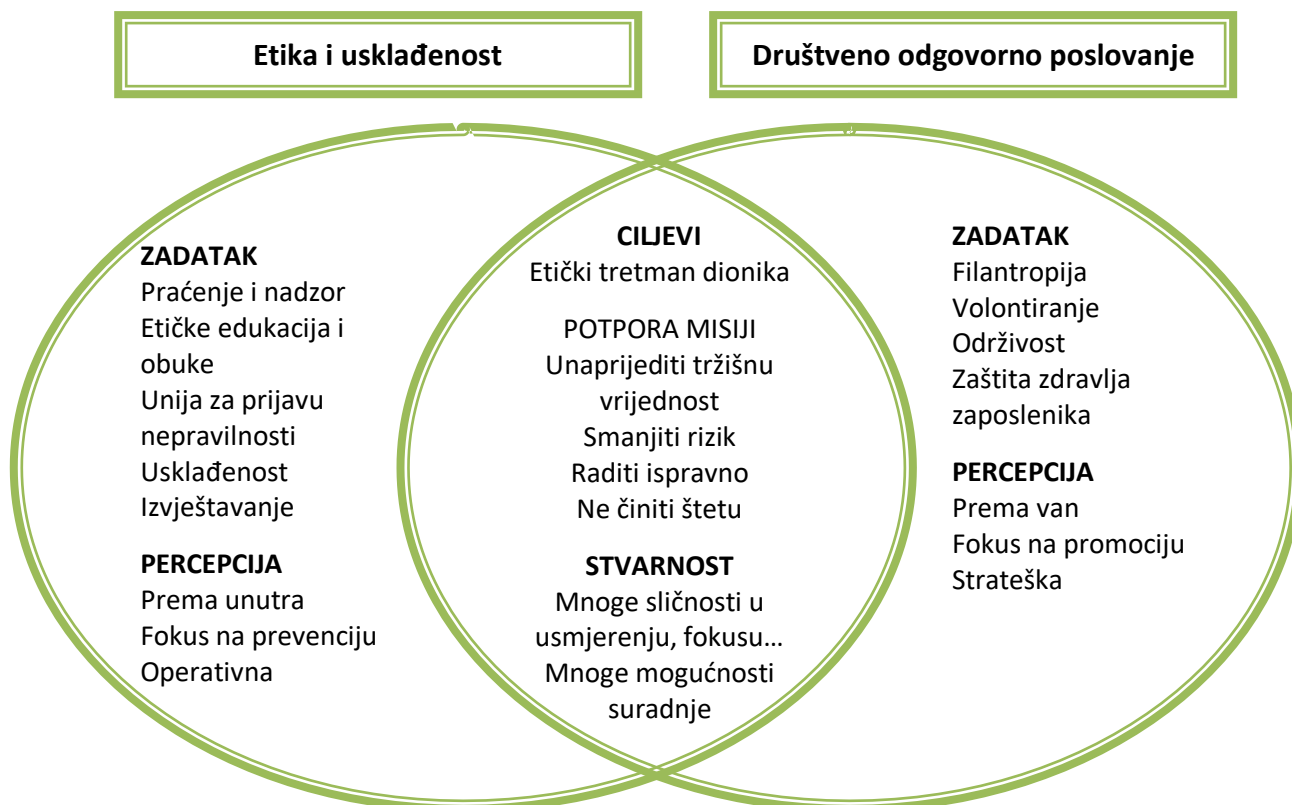 Etika i usklađenost
Društveno odgovorno poslovanje
ZADATAK
Praćenje i nadzor
Etičke edukacija i
obuke
Unija za prijavu
nepravilnosti
Usklađenost
Izvještavanje
PERCEPCIJA
Prema unutra
Fokus na prevenciju
Operativna
CILJEVI
Etički tretman dionika
POTPORA MISIJI
Unaprijediti tržišnu
vrijednost
Smanjiti rizik
Raditi ispravno
Ne činiti štetu
STVARNOST
Mnoge sličnosti u
usmjerenju, fokusu…
Mnoge mogućnosti
suradnje
ZADATAK
Filantropija
Volontiranje
Održivost
Zaštita zdravlja
zaposlenika
PERCEPCIJA
Prema van
Fokus na promociju
Strateška